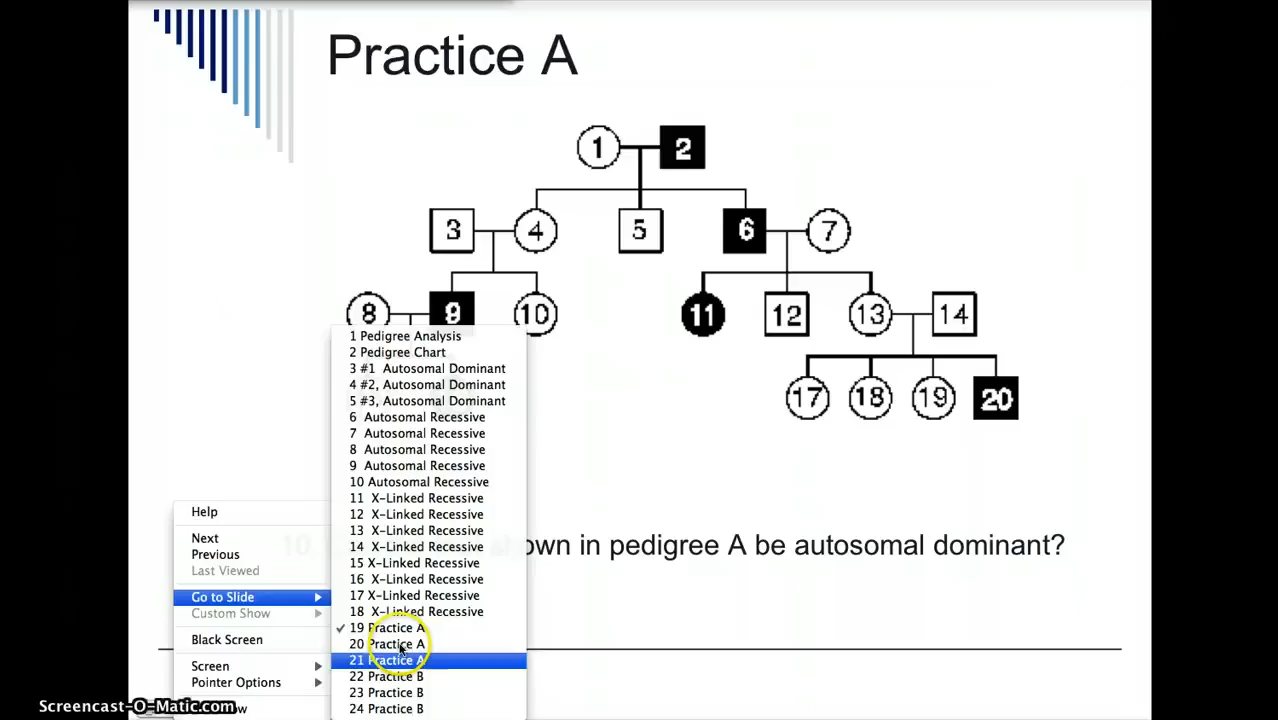 Practice A
1 2
3 4 5 6 7
8 9 10 11 12 13 14
17 18 19 20
shown in pedigree A be autosomal dominant?
1 Pedigree Analysis
2 Pedigree Chart
3 #1 Autosomal Dominant
4 #2, Autosomal Dominant
5 #3, Autosomal Dominant
6 Autosomal Recessive
7 Autosomal Recessive
8 Autosomal Recessive
9 Autosomal Recessive
10 Autosomal Recessive
11 X-Linked Recessive
12 X-Linked Recessive
13 X-Linked Recessive
14 X-Linked Recessive
15 X-Linked Recessive
16 X-Linked Recessive
17 X-Linked Recessive
18 X-Linked Recessive
✓ 19 Practice A
20 Practice A
21 Practice A
22 Practice B
23 Practice B
24 Practice B
Help
Next
Previous
Last Viewed
Go to Slide
Custom Show
Black Screen
Screen
Pointer Options
Screencast-O-Matic.com